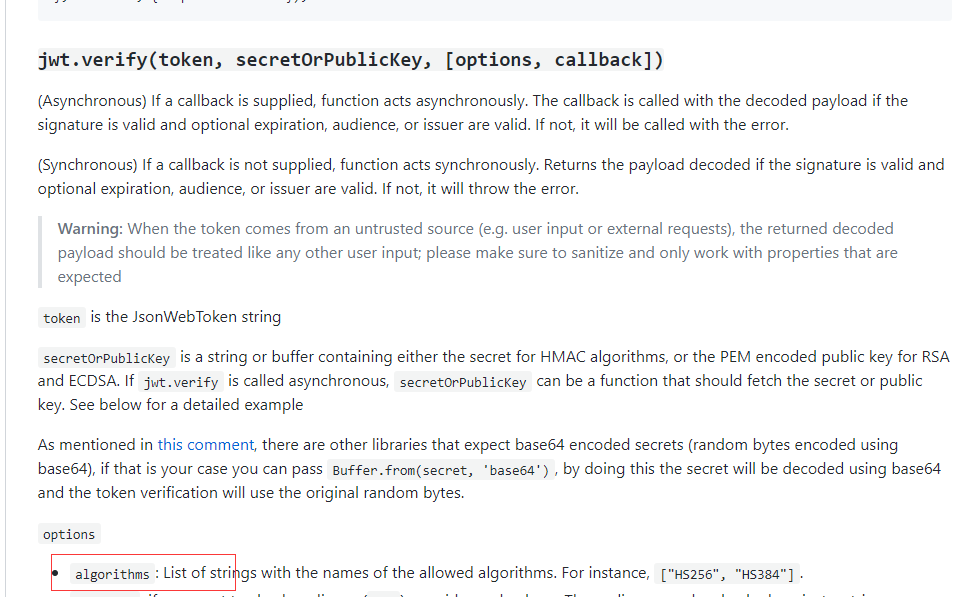 jwt.verify(token, secretOrPublicKey, [options, callback])
(Asynchronous) If a callback is supplied, function acts asynchronously. The callback is called with the decoded payload if the
signature is valid and optional expiration, audience, or issuer are valid. If not, it will be called with the error.
(Synchronous) If a callback is not supplied, function acts synchronously. Returns the payload decoded if the signature is valid and
optional expiration, audience, or issuer are valid. If not, it will throw the error.
Warning: When the token comes from an untrusted source (e.g. user input or external requests), the returned decoded
payload should be treated like any other user input; please make sure to sanitize and only work with properties that are
expected
token is the JsonWebToken string
secretOrPublicKey is a string or buffer containing either the secret for HMAC algorithms, or the PEM encoded public key for RSA
and ECDSA. If jwt.verify is called asynchronous, secretOrPublicKey can be a function that should fetch the secret or public
key. See below for a detailed example
As mentioned in this comment, there are other libraries that expect base64 encoded secrets (random bytes encoded using
base64), if that is your case you can pass Buffer.from(secret, 'base64'), by doing this the secret will be decoded using base64
and the token verification will use the original random bytes.
options
• algorithms: List of strings with the names of the allowed algorithms. For instance, ["HS256", "HS384"].